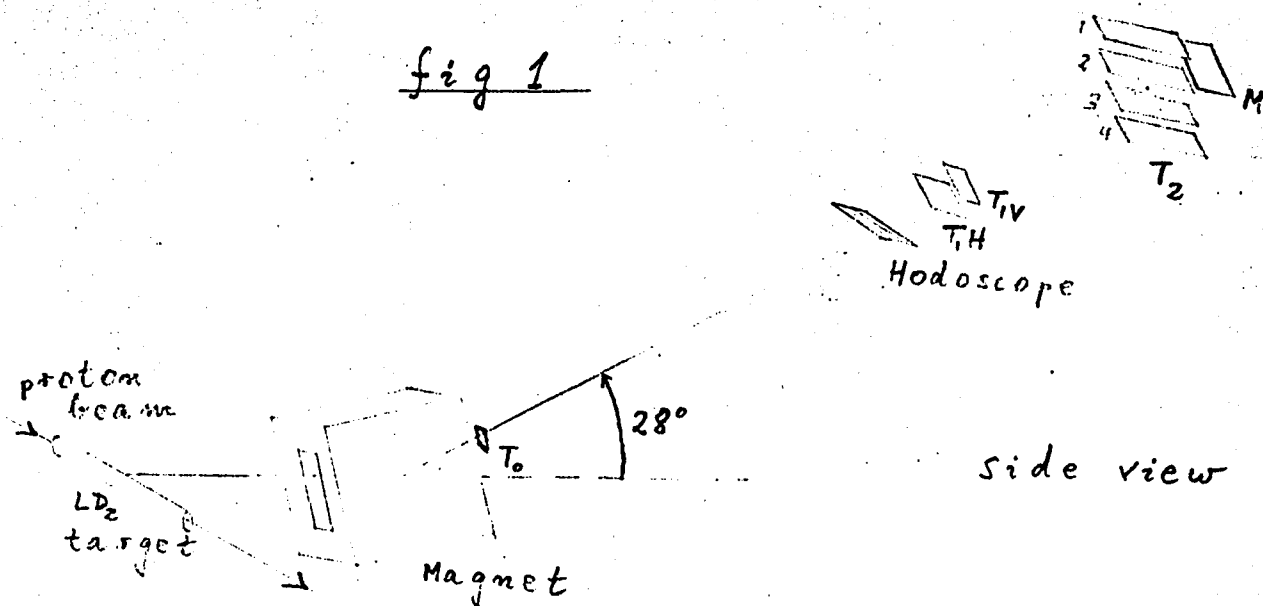 fig 1
1
2
3
4
M
T2
T1V
T1H
Hodoscope
proton
beam
28°
T0
side view
LD2
target
Magnet